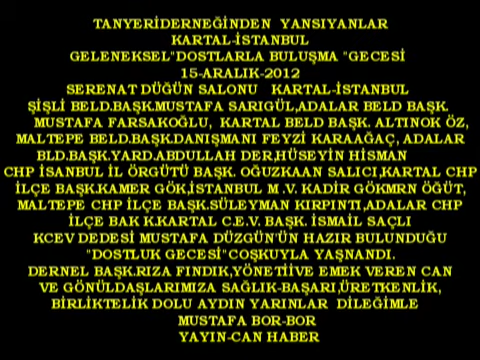 TANYERİDERNEĞİNDEN YANSIYANLAR
KARTAL-İSTANBUL
GELENEKSEL"DOSTLARLA BULUŞMA "GECESİ
15-ARALIK-2012
SERENAT DÜĞÜN SALONU KARTAL-İSTANBUL
ŞİŞLİ BELD.BAŞK.MUSTAFA SARIGÜL,ADALAR BELD BAŞK.
MUSTAFA FARSAKOĞLU, KARTAL BELD BAŞK. ALTINOK ÖZ,
MALTEPE BELD.BAŞK.DANIŞMANI FEYZİ KARAAĞAÇ, ADALAR
BLD.BAŞK.YARD.ABDULLAH DER,HÜSEYİN HİSMAN
CHP İSANBUL İL ÖRGÜTÜ BAŞK. OĞUZKAAN SALICI,KARTAL CHP
İLÇE BAŞK.KAMER GÖK,İSTANBUL M .V. KADİR GÖKMRN ÖĞÜT,
MALTEPE CHP İLÇE BAŞK.SÜLEYMAN KIRPINTI,ADALAR CHP
İLÇE BAK K.KARTAL C.E.V. BAŞK. İSMAİL SAÇLI
KCEV DEDESİ MUSTAFA DÜZGÜN'ÜN HAZIR BULUNDUĞU
"DOSTLUK GECESİ"COŞKUYLA YAŞNANDI.
DERNEL BAŞK.RIZA FINDIK,YÖNETİİVE EMEK VEREN CAN
VE GÖNÜLDAŞLARIMIZA SAĞLIK-BAŞARI,ÜRETKENLİK,
BİRLİKTELİK DOLU AYDIN YARINLAR DİLEĞİMLE
MUSTAFA BOR-BOR
YAYIN-CAN HABER